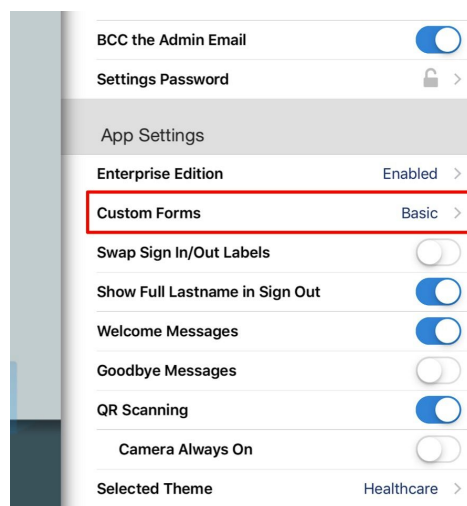 BCC the Admin Email
Settings Password
App Settings
Enterprise Edition Enabled
Custom Forms Basic
Swap Sign In/Out Labels
Show Full Lastname in Sign Out
Welcome Messages
Goodbye Messages
QR Scanning
Camera Always On
Selected Theme Healthcare